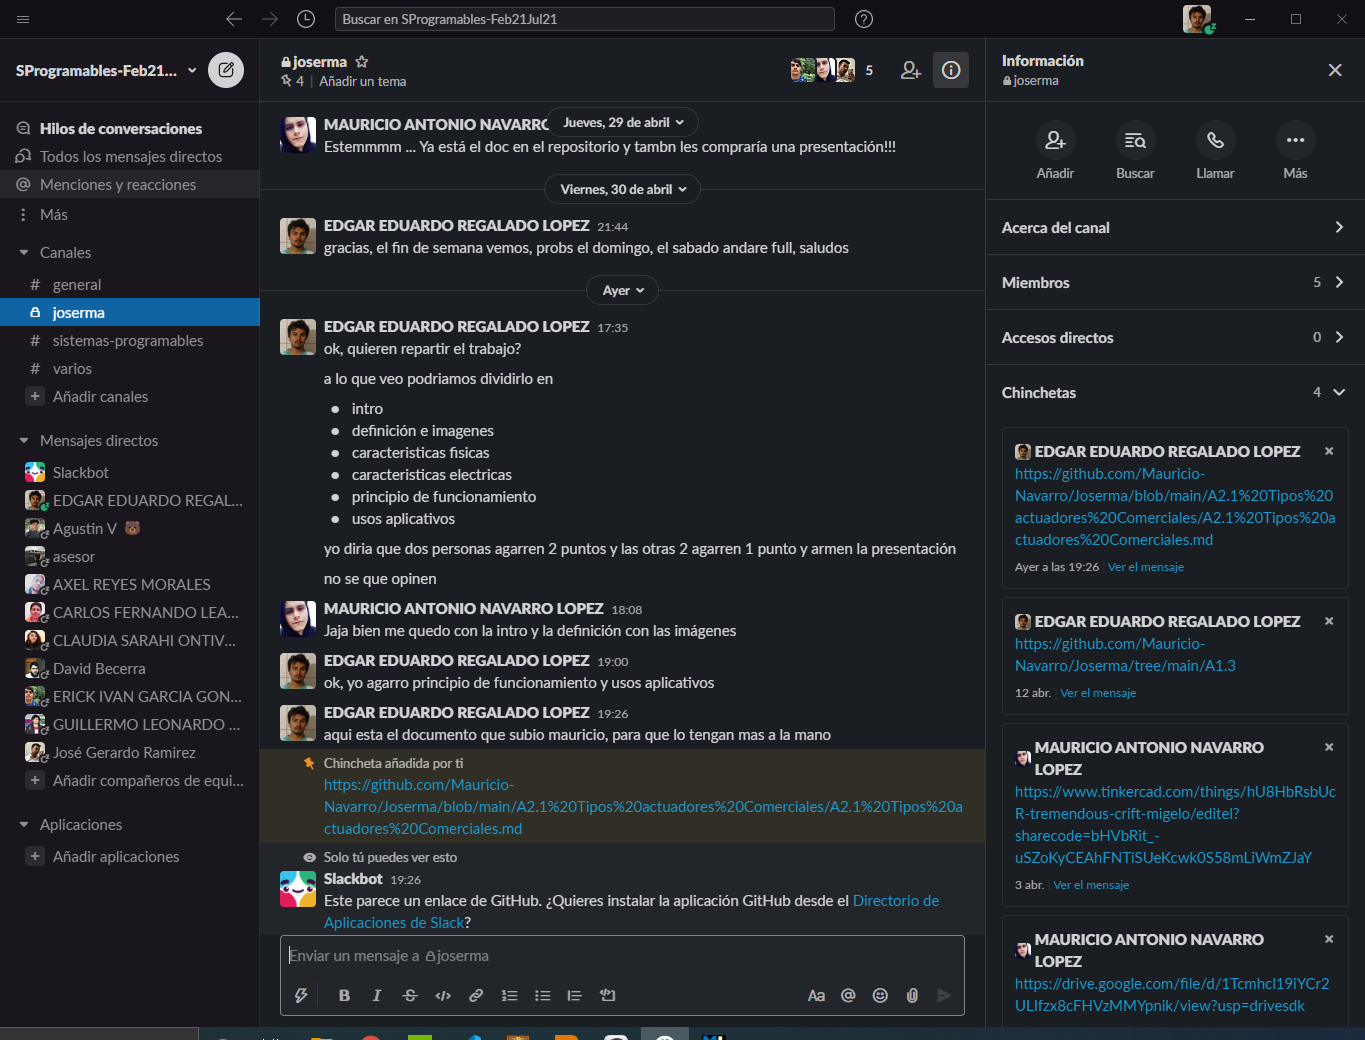 Buscar en SProgramables-Feb21Jul21
SProgramables-Feb21...
Hilos de conversaciones
Todos los mensajes directos
Menciones y reacciones
Más
Canales
# general
joserma
# sistemas-programables
# varios
+ Añadir canales
Mensajes directos
Slackbot
EDGAR EDUARDO REGAL...
Agustin V
asesor
AXEL REYES MORALES
CARLOS FERNANDO LEA...
CLAUDIA SARAHI ONTIV...
David Becerra
ERICK IVAN GARCIA GON...
GUILLERMO LEONARDO ...
José Gerardo Ramirez
+ Añadir compañeros de equi...
Aplicaciones
+ Añadir aplicaciones
joserma
4 | Añadir un tema
5
MAURICIO ANTONIO NAVARRO
Jueves, 29 de abril
Estemmmm ... Ya está el doc en el repositorio y tambn les compraría una presentación!!!
Viernes, 30 de abril
EDGAR EDUARDO REGALADO LOPEZ 21:44
gracias, el fin de semana vemos, probs el domingo, el sabado andare full, saludos
Ayer
EDGAR EDUARDO REGALADO LOPEZ 17:35
ok, quieren repartir el trabajo?
a lo que veo podriamos dividirlo en
• intro
• definición e imagenes
• caracteristicas fisicas
• caracteristicas electricas
• principio de funcionamiento
• usos aplicativos
yo diria que dos personas agarren 2 puntos y las otras 2 agarren 1 punto y armen la presentación
no se que opinen
MAURICIO ANTONIO NAVARRO LOPEZ 18:08
Jaja bien me quedo con la intro y la definición con las imágenes
EDGAR EDUARDO REGALADO LOPEZ 19:00
ok, yo agarro principio de funcionamiento y usos aplicativos
EDGAR EDUARDO REGALADO LOPEZ 19:26
aqui esta el documento que subio mauricio, para que lo tengan mas a la mano
Chincheta añadida por ti
https://github.com/Mauricio-
Navarro/Joserma/blob/main/A2.1%20Tipos%20actuadores%20Comerciales/A2.1%20Tipos%20a
ctuadores%20Comerciales.md
Solo tú puedes ver esto
Slackbot 19:26
Este parece un enlace de GitHub. ¿Quieres instalar la aplicación GitHub desde el Directorio de
Aplicaciones de Slack?
Enviar un mensaje a joserma
B I S </> Aa @
Información
joserma
Añadir Buscar Llamar Más
Acerca del canal
Miembros 5
Accesos directos 0
Chinchetas 4
EDGAR EDUARDO REGALADO LOPEZ
https://github.com/Mauricio-
Navarro/Joserma/blob/main/A2.1%20Tipos%20
actuadores%20Comerciales/A2.1%20Tipos%20a
ctuadores%20Comerciales.md
Ayer a las 19:26 | Ver el mensaje
EDGAR EDUARDO REGALADO LOPEZ
https://github.com/Mauricio-
Navarro/Joserma/tree/main/A1.3
12 abr. | Ver el mensaje
MAURICIO ANTONIO NAVARRO
LOPEZ
https://www.tinkercad.com/things/hU8HbRsbUc
R-tremendous-crift-migelo/editel?
sharecode=bHVbRit_-
uSZoKyCEAhFNTiSUeKcwk0S58mLiWmZJaY
3 abr. | Ver el mensaje
MAURICIO ANTONIO NAVARRO
LOPEZ
https://drive.google.com/file/d/1Tcmhcl19iYCr2
ULlfzx8cFHVzMMYpnik/view?usp=drivesdk